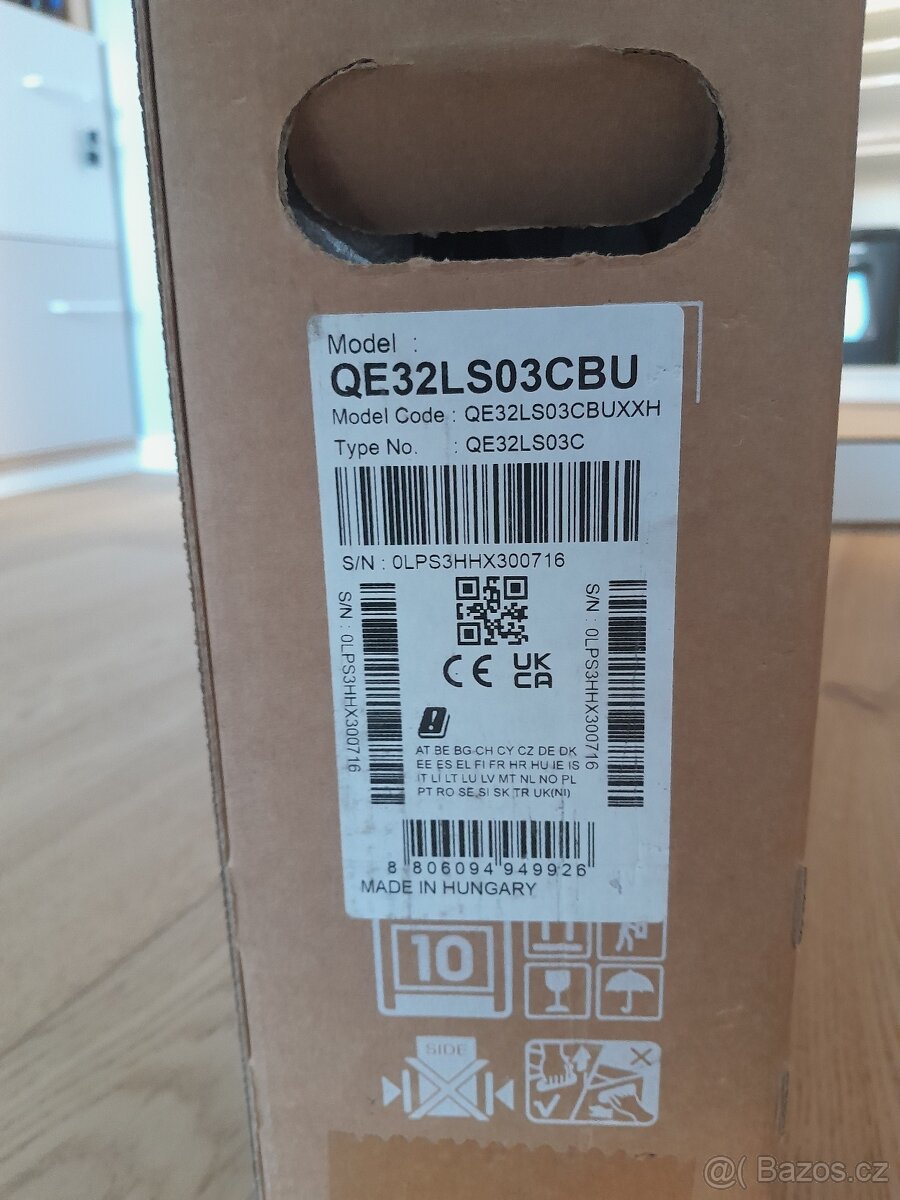 Model :
QE32LS03CBU
Model Code : QE32LS03CBUXXH
Type No. : QE32LS03C
S/N : 0LPS3HHX300716
S/N : 0LPS3HHX300716
S/N : 0LPS3HHX300716
CE UK
CA
AT BE BG CH CY CZ DE DK
EE ES EL FI FR HR HU IE IS
IT LI LT LU LV MT NL NO PL
PT RO SE SI SK TR UK(NI)
8 806094 949926
MADE IN HUNGARY
10
SIDE
@( Bazos.cz